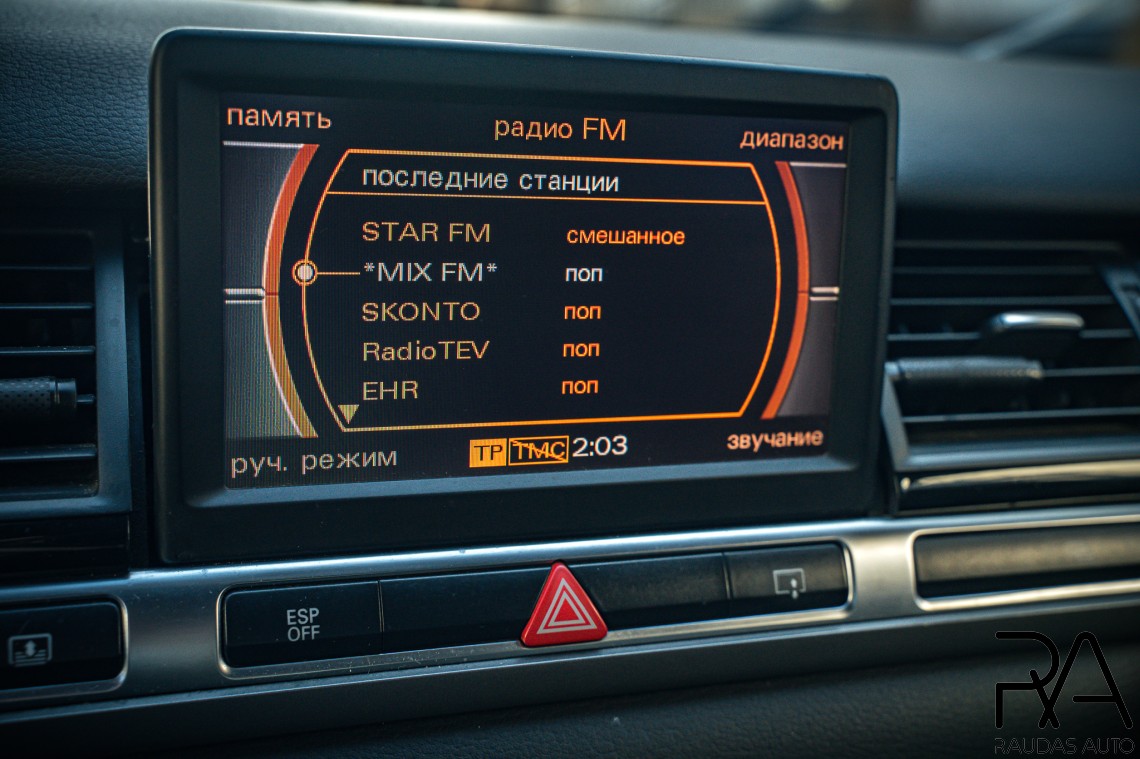 память
радио FM
диапазон
последние станции
STAR FM смешанное
*MIX FM* поп
SKONTO поп
RadioTEV поп
EHR поп
руч. режим
TP TMC 2:03
звучание
ESP
OFF
RA
RAUDAS AUTO